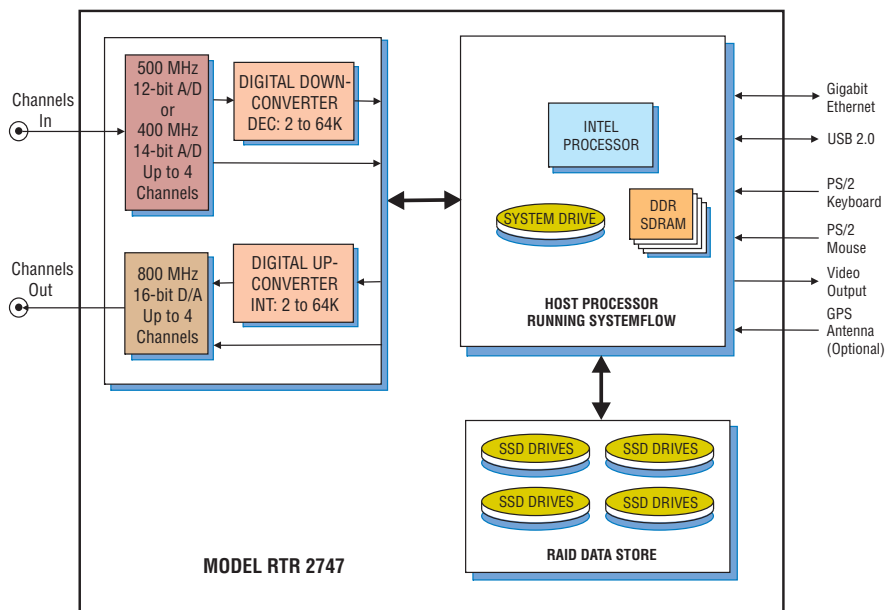 Channels
In
500 MHz
12-bit A/D
or
400 MHz
14-bit A/D
Up to 4
Channels
DIGITAL DOWN-
CONVERTER
DEC: 2 to 64K
Channels
Out
800 MHz
16-bit D/A
Up to 4
Channels
DIGITAL UP-
CONVERTER
INT: 2 to 64K
INTEL
PROCESSOR
SYSTEM DRIVE
DDR
SDRAM
HOST PROCESSOR
RUNNING SYSTEMFLOW
Gigabit
Ethernet
USB 2.0
PS/2
Keyboard
PS/2
Mouse
Video
Output
GPS
Antenna
(Optional)
SSD DRIVES
SSD DRIVES
SSD DRIVES
SSD DRIVES
RAID DATA STORE
MODEL RTR 2747